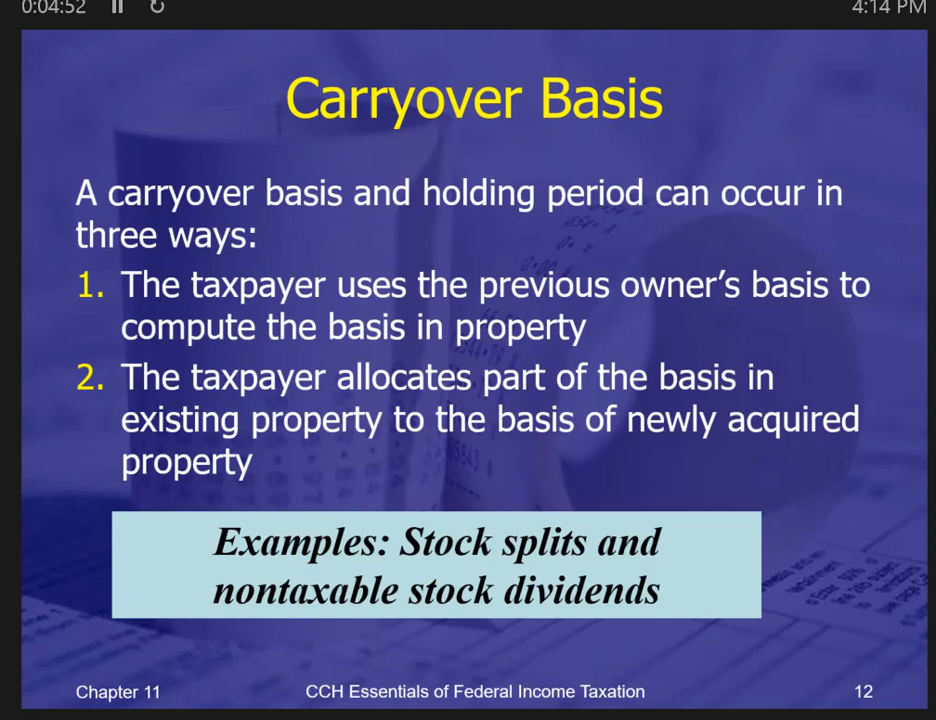 0:04:52
4:14 PM
Carryover Basis
A carryover basis and holding period can occur in
three ways:
1. The taxpayer uses the previous owner’s basis to
compute the basis in property
2. The taxpayer allocates part of the basis in
existing property to the basis of newly acquired
property
Examples: Stock splits and
nontaxable stock dividends
Chapter 11
CCH Essentials of Federal Income Taxation
12